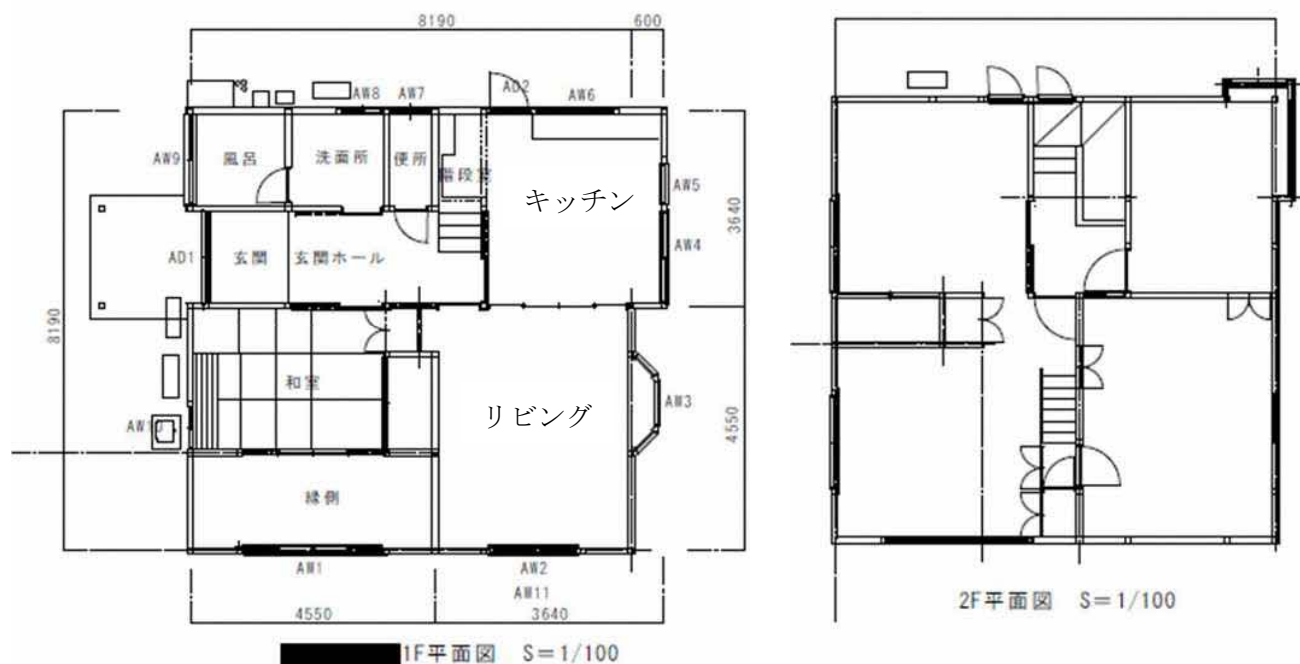 8190
600
AW8
AW7
AD2
AW6
AW9
風呂
洗面所
便所
階段室
キッチン
AW5
3640
AW4
AD1
玄関
玄関ホール
8190
和室
リビング
AW3
AW10
4550
縁側
AW1
AW2
AW11
4550
3640
1F平面図 S=1/100
2F平面図 S=1/100